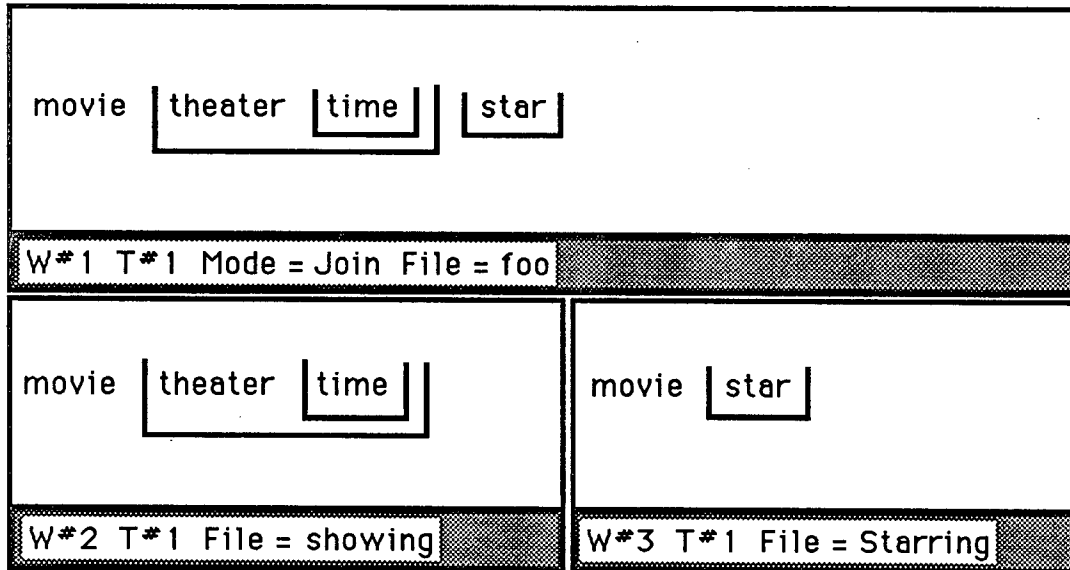 movie theater time star
W#1 T#1 Mode = Join File = foo
movie theater time
W#2 T#1 File = showing
movie star
W#3 T#1 File = Starring